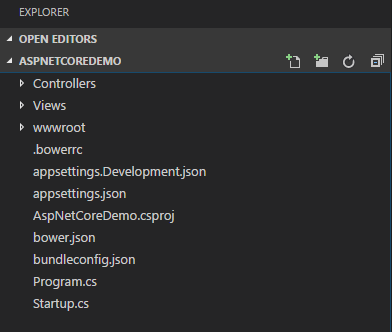 EXPLORER
OPEN EDITORS
ASPNETCOREDEMO
Controllers
Views
wwwroot
.bowerrc
appsettings.Development.json
appsettings.json
AspNetCoreDemo.csproj
bower.json
bundleconfig.json
Program.cs
Startup.cs